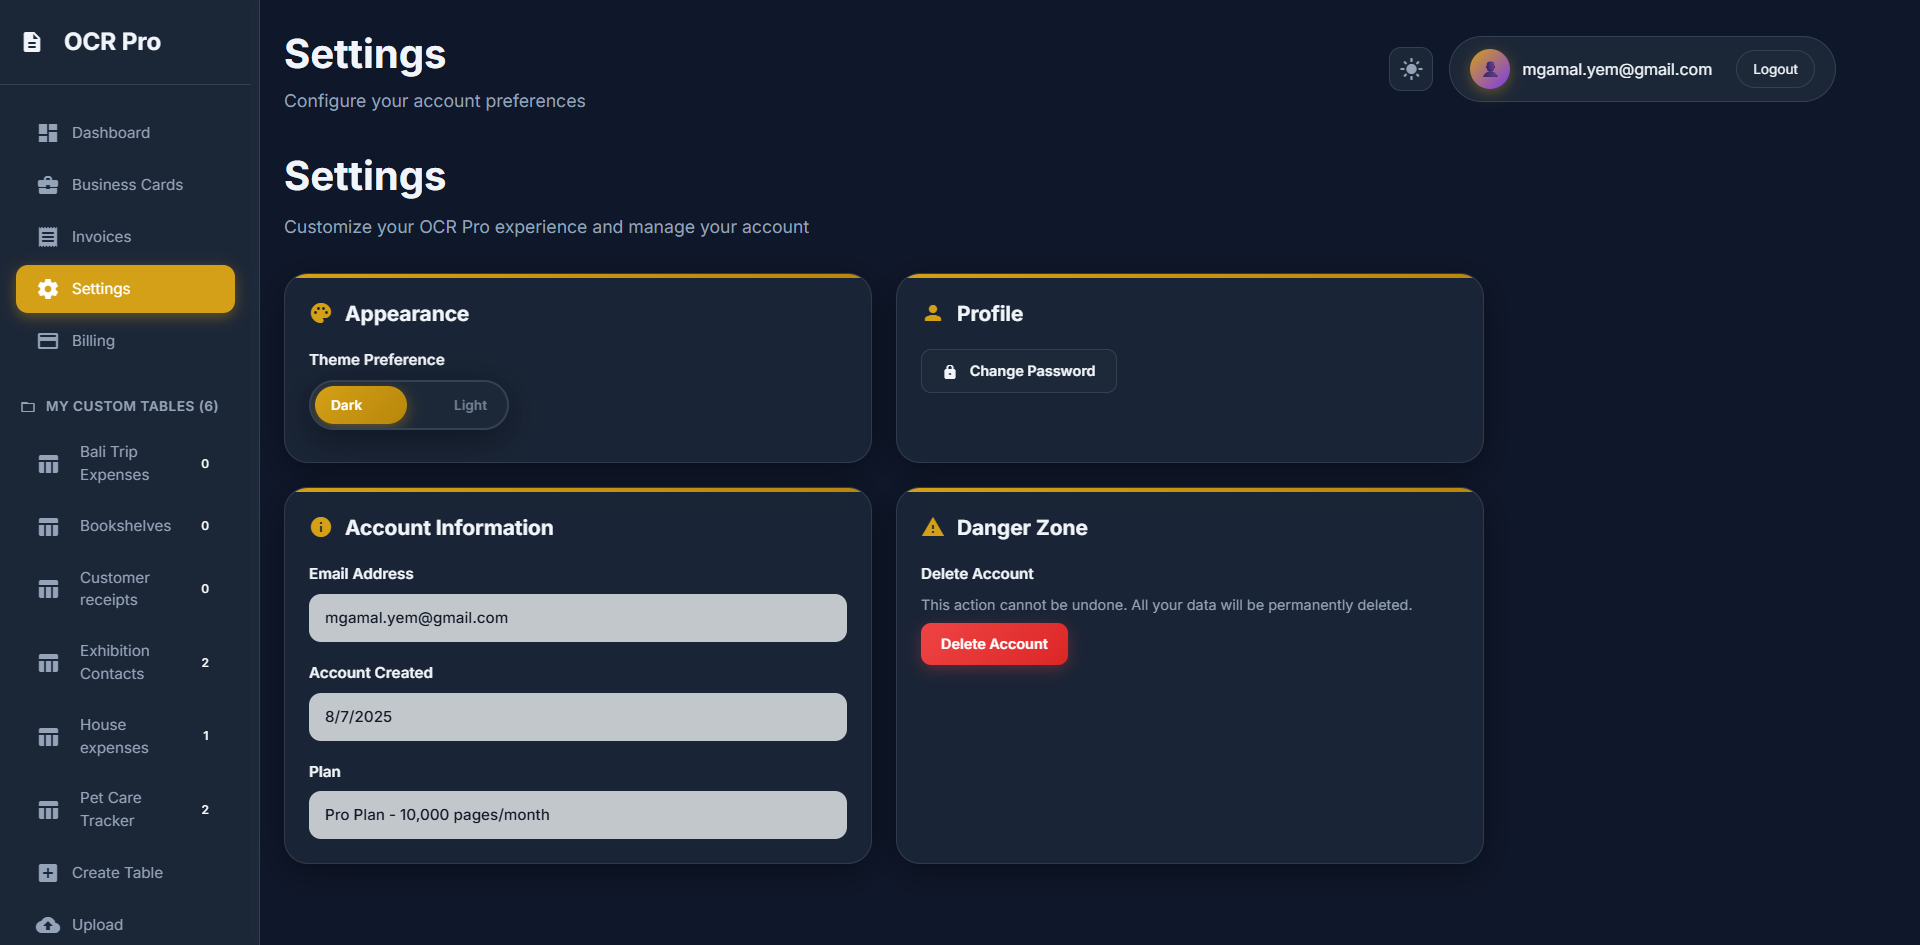 OCR Pro
Dashboard
Business Cards
Invoices
Settings
Billing
MY CUSTOM TABLES (6)
Bali Trip
Expenses
0
Bookshelves 0
Customer
receipts
0
Exhibition
Contacts
2
House
expenses
1
Pet Care
Tracker
2
Create Table
Upload
Settings
Configure your account preferences
mgamal.yem@gmail.com
Logout
Settings
Customize your OCR Pro experience and manage your account
Appearance
Theme Preference
Dark Light
Profile
Change Password
Account Information
Email Address
mgamal.yem@gmail.com
Account Created
8/7/2025
Plan
Pro Plan - 10,000 pages/month
Danger Zone
Delete Account
This action cannot be undone. All your data will be permanently deleted.
Delete Account